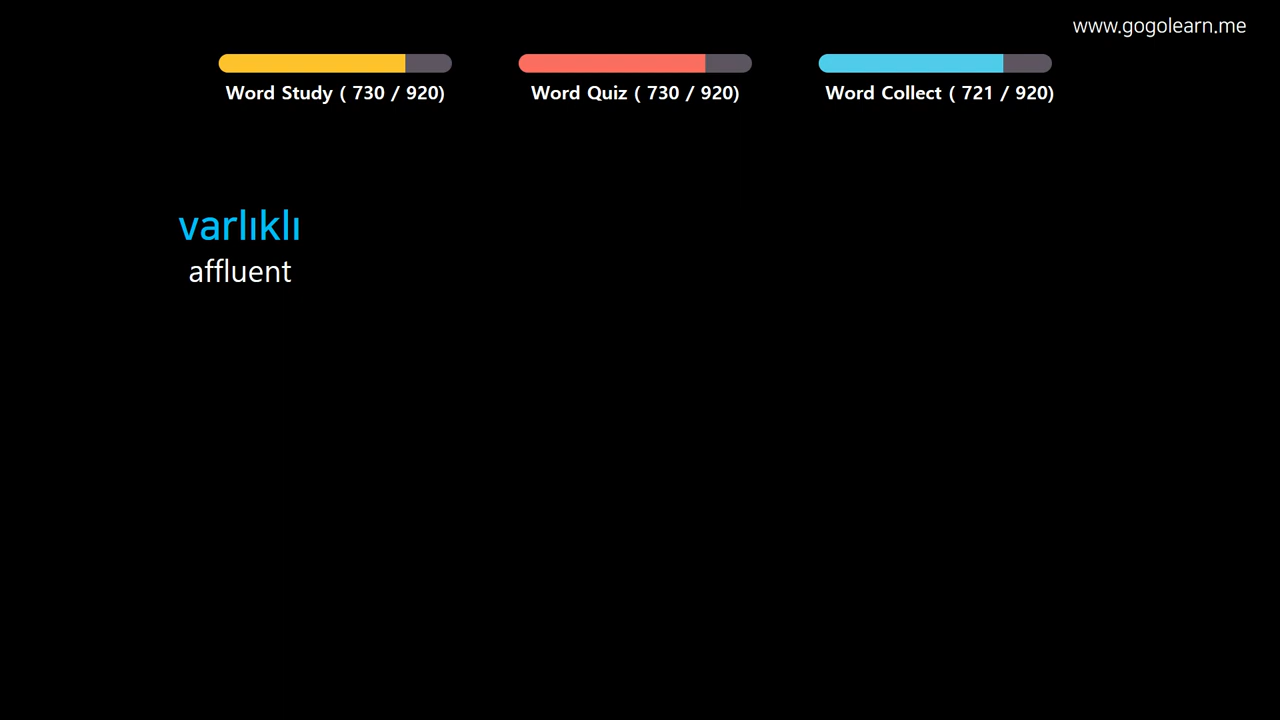 www.gogolearn.me
Word Study ( 730 / 920)
Word Quiz ( 730 / 920)
Word Collect ( 721 / 920)
varlıklı
affluent